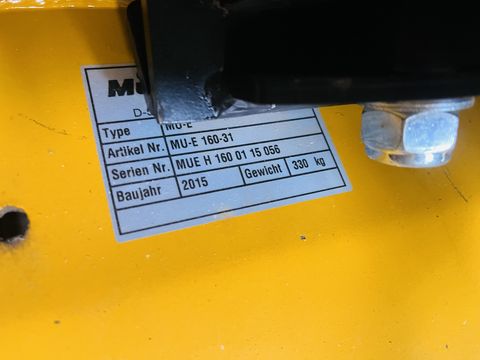 Type MU-E
Artikel Nr. MU-E 160-31
Serien Nr. MUE H 160 01 15 056
Baujahr 2015 Gewicht 330 kg